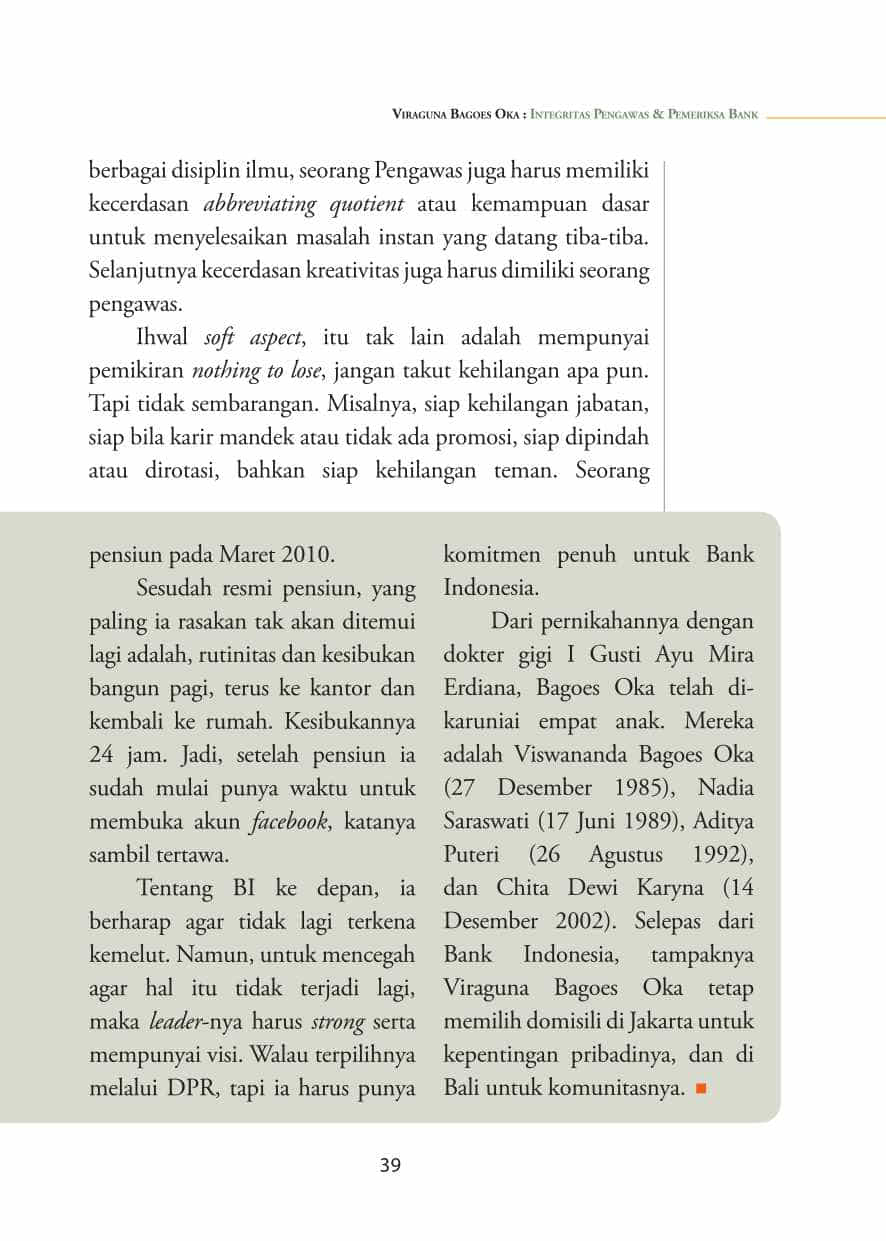 VIRAGUNA BAGOES OKA : INTEGRITAS PENGAWAS & PEMERIKSA BANK
berbagai disiplin ilmu, seorang Pengawas juga harus memiliki
kecerdasan abbreviating quotient atau kemampuan dasar
untuk menyelesaikan masalah instan yang datang tiba-tiba.
Selanjutnya kecerdasan kreativitas juga harus dimiliki seorang
pengawas.
Ihwal soft aspect, itu tak lain adalah mempunyai
pemikiran nothing to lose, jangan takut kehilangan apa pun.
Tapi tidak sembarangan. Misalnya, siap kehilangan jabatan,
siap bila karir mandek atau tidak ada promosi, siap dipindah
atau dirotasi, bahkan siap kehilangan teman. Seorang
pensiun pada Maret 2010.
Sesudah resmi pensiun, yang
paling ia rasakan tak akan ditemui
lagi adalah, rutinitas dan kesibukan
bangun pagi, terus ke kantor dan
kembali ke rumah. Kesibukannya
24 jam. Jadi, setelah pensiun ia
sudah mulai punya waktu untuk
membuka akun facebook, katanya
sambil tertawa.
Tentang BI ke depan, ia
berharap agar tidak lagi terkena
kemelut. Namun, untuk mencegah
agar hal itu tidak terjadi lagi,
maka leader-nya harus strong serta
mempunyai visi. Walau terpilihnya
melalui DPR, tapi ia harus punya
komitmen penuh untuk Bank
Indonesia.
Dari pernikahannya dengan
dokter gigi I Gusti Ayu Mira
Erdiana, Bagoes Oka telah di-
karuniai empat anak. Mereka
adalah Viswananda Bagoes Oka
(27 Desember 1985), Nadia
Saraswati (17 Juni 1989), Aditya
Puteri (26 Agustus 1992),
dan Chita Dewi Karyna (14
Desember 2002). Selepas dari
Bank Indonesia, tampaknya
Viraguna Bagoes Oka tetap
memilih domisili di Jakarta untuk
kepentingan pribadinya, dan di
Bali untuk komunitasnya.
39